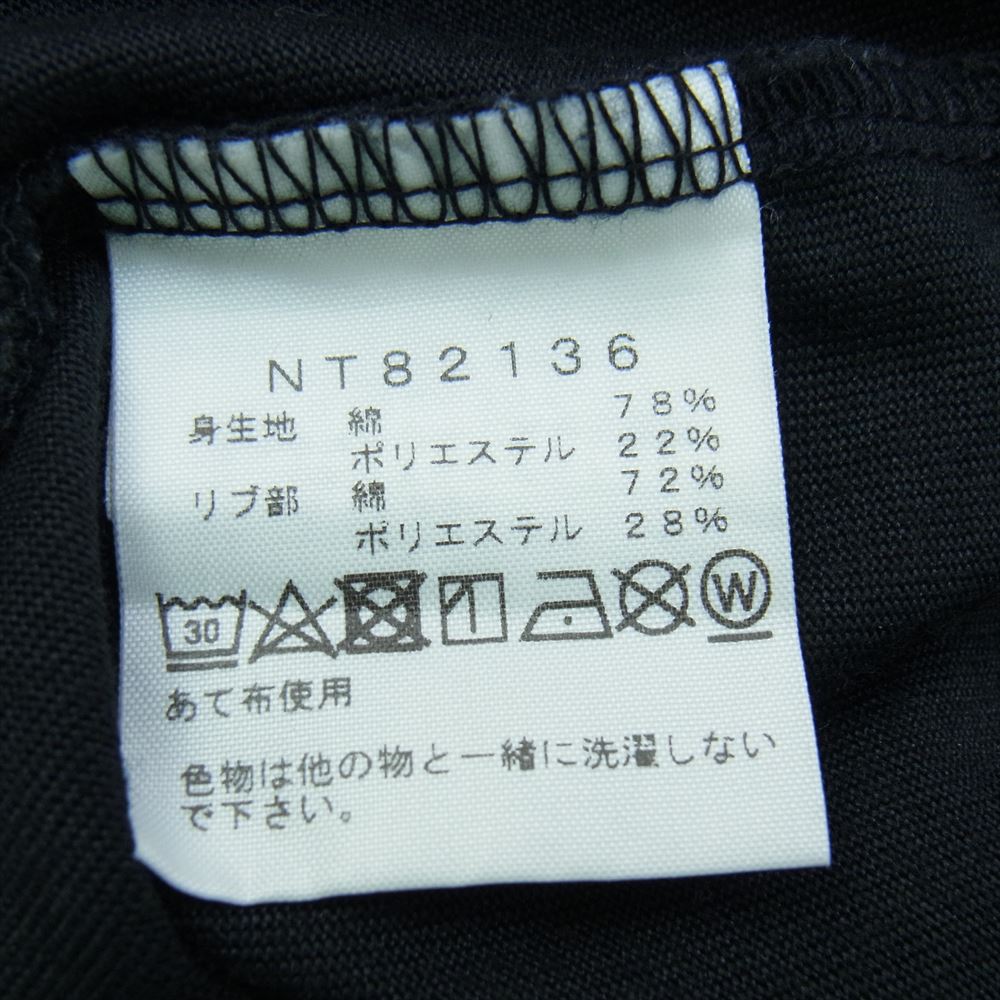 NT82136
身生地 綿 78%
ポリエステル 22%
リブ部 綿 72%
ポリエステル 28%
30 W
あて布使用
色物は他の物と一緒に洗濯しない
で下さい。